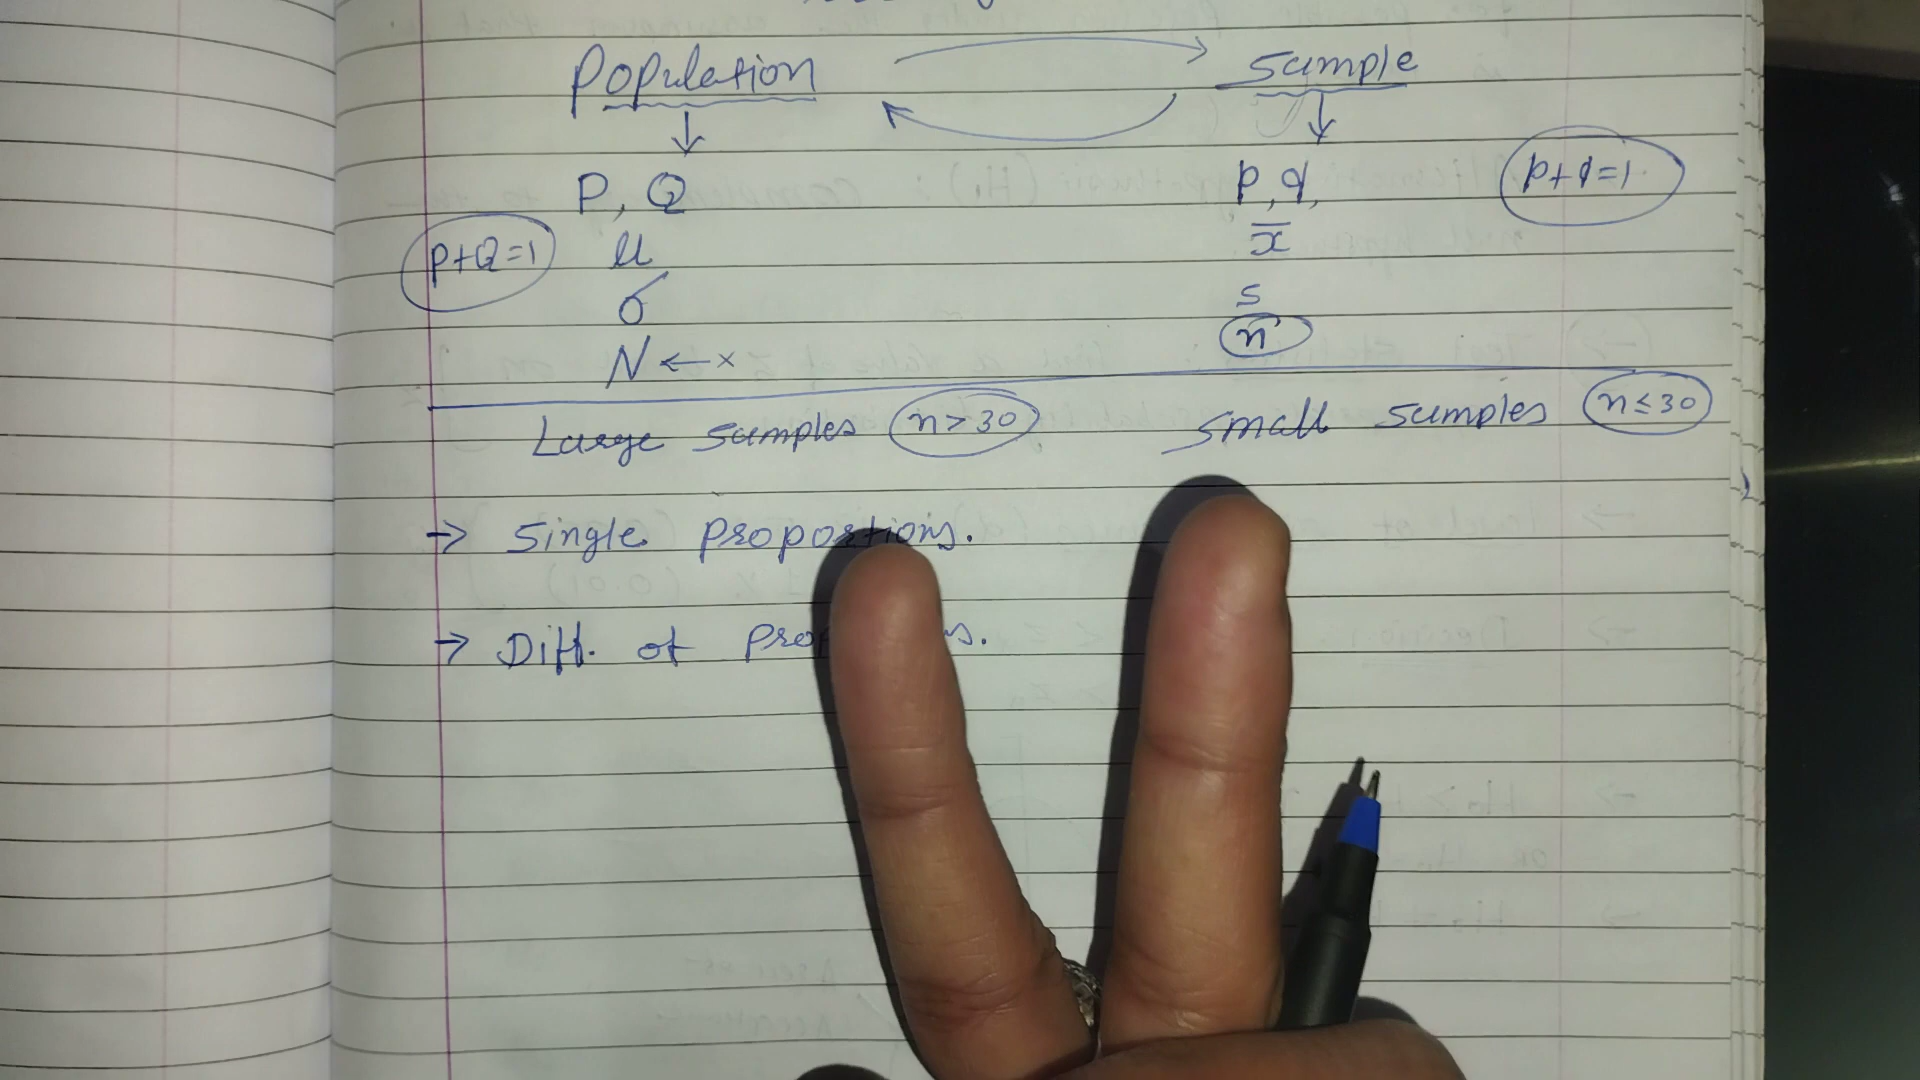 Population
Sample
P, Q
p, q,
p+q=1
P+Q=1
μ
x̄
σ
s
n
N ← ×
Large samples n > 30
Small samples n ≤ 30
→ Single proportions.
→ Diff. of